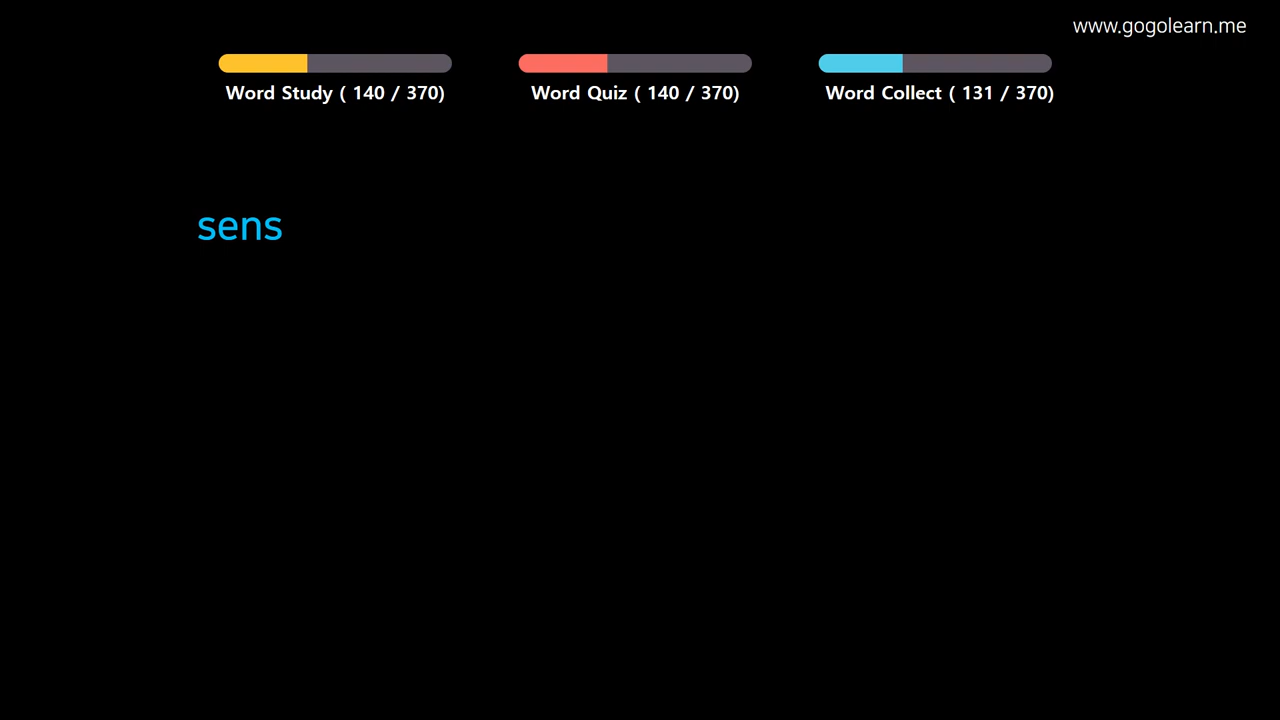 www.gogolearn.me
Word Study ( 140 / 370)
Word Quiz ( 140 / 370)
Word Collect ( 131 / 370)
sens